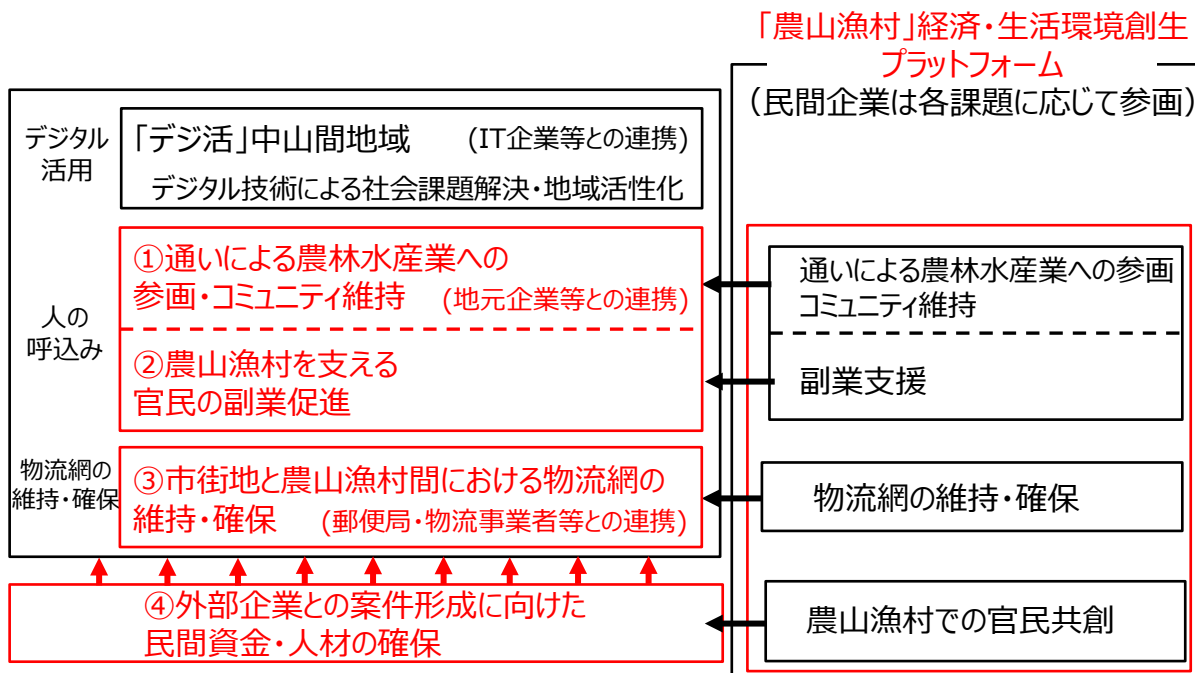 「農山漁村」経済・生活環境創生
プラットフォーム
（民間企業は各課題に応じて参画）
デジタル
活用
「デジ活」中山間地域 (IT企業等との連携)
デジタル技術による社会課題解決・地域活性化
人の
呼込み
①通いによる農林水産業への
参画・コミュニティ維持 (地元企業等との連携)
②農山漁村を支える
官民の副業促進
物流網の
維持・確保
③市街地と農山漁村間における物流網の
維持・確保 (郵便局・物流事業者等との連携)
④外部企業との案件形成に向けた
民間資金・人材の確保
通いによる農林水産業への参画
コミュニティ維持
副業支援
物流網の維持・確保
農山漁村での官民共創